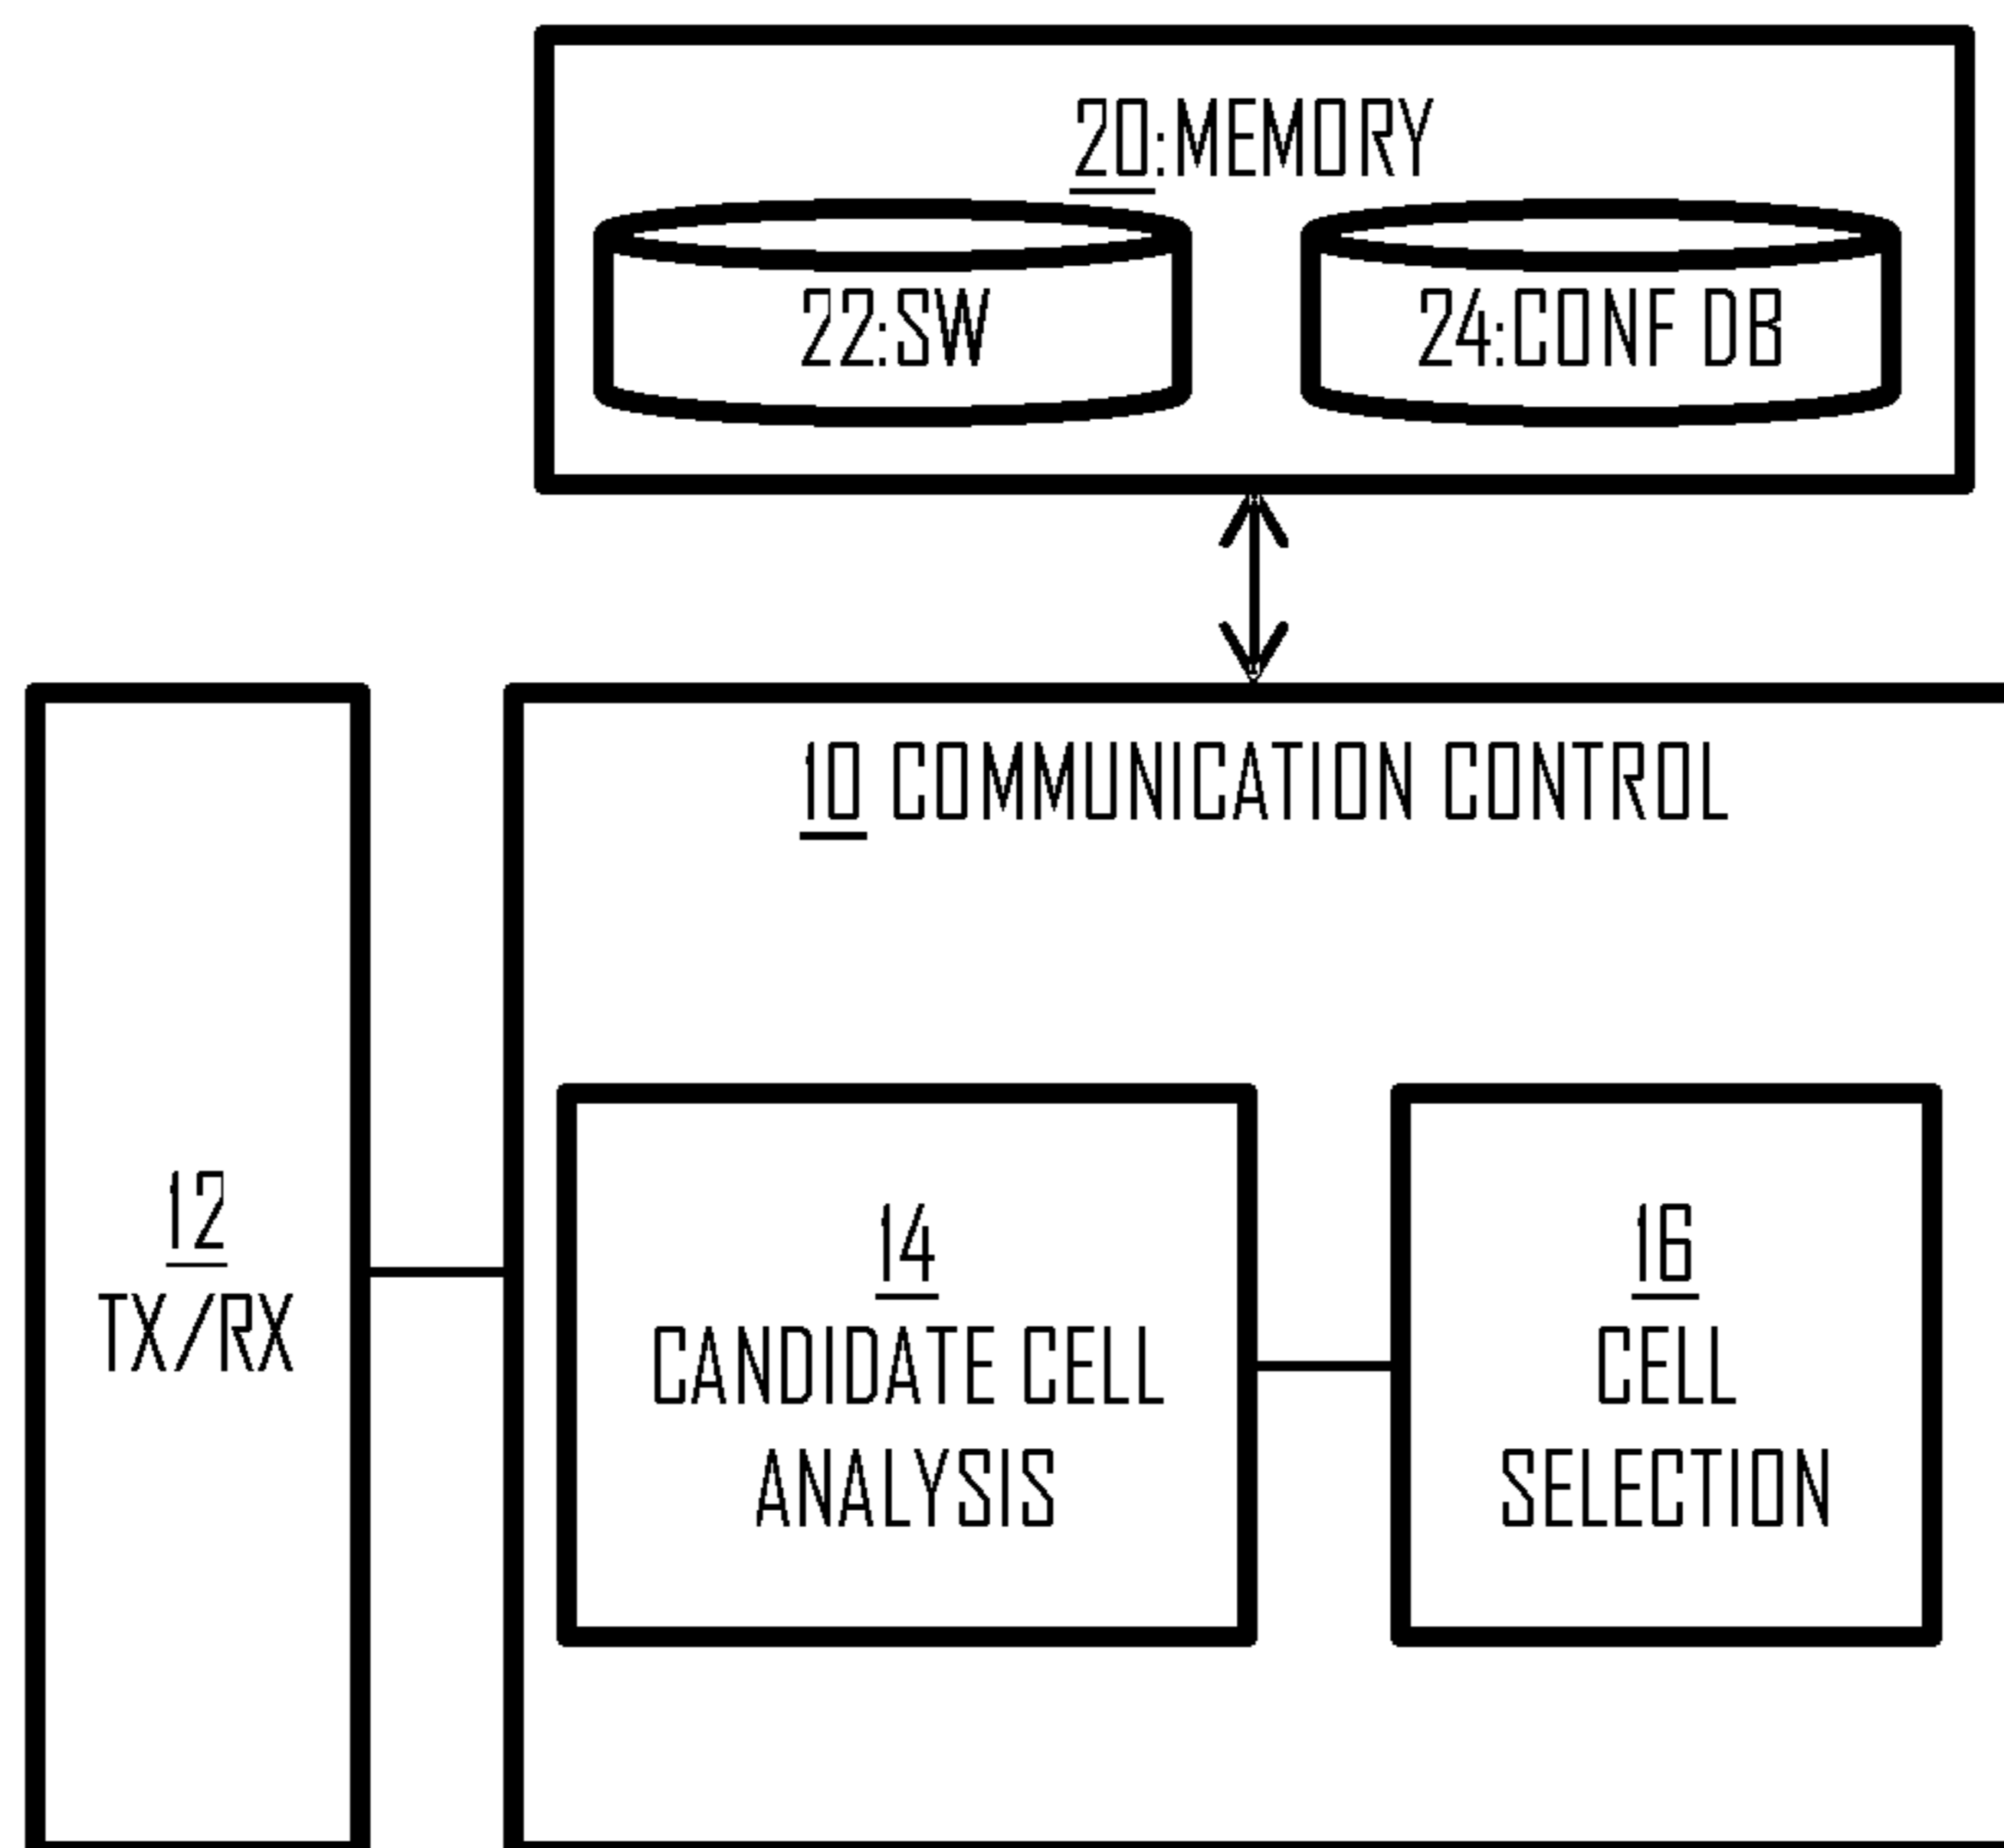 20:MEMORY
22:SW
24:CONF DB
10 COMMUNICATION CONTROL
12
TX/RX
14
CANDIDATE CELL
ANALYSIS
16
CELL
SELECTION